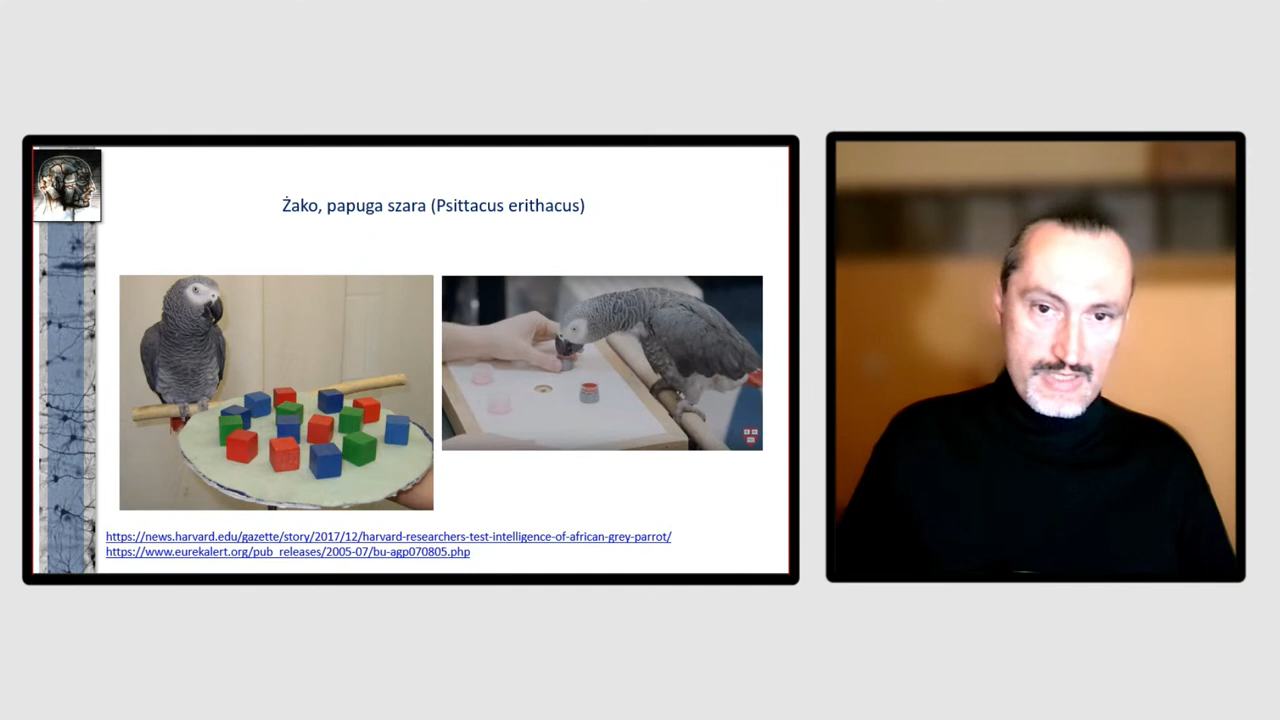 Żako, papuga szara (Psittacus erithacus)
https://news.harvard.edu/gazette/story/2017/12/harvard-researchers-test-intelligence-of-african-grey-parrot/
https://www.eurekalert.org/pub_releases/2005-07/bu-agp070805.php